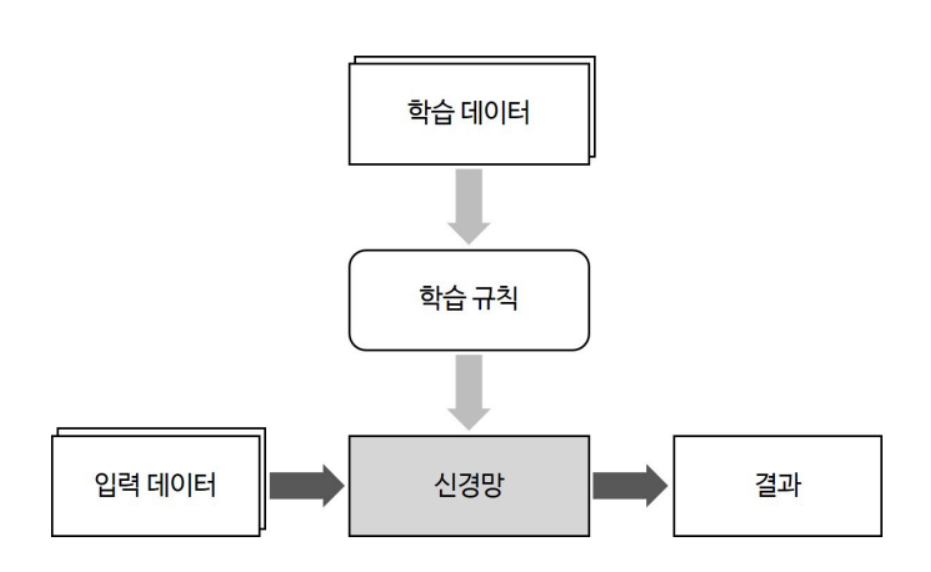 학습 데이터
학습 규칙
입력 데이터
신경망
결과